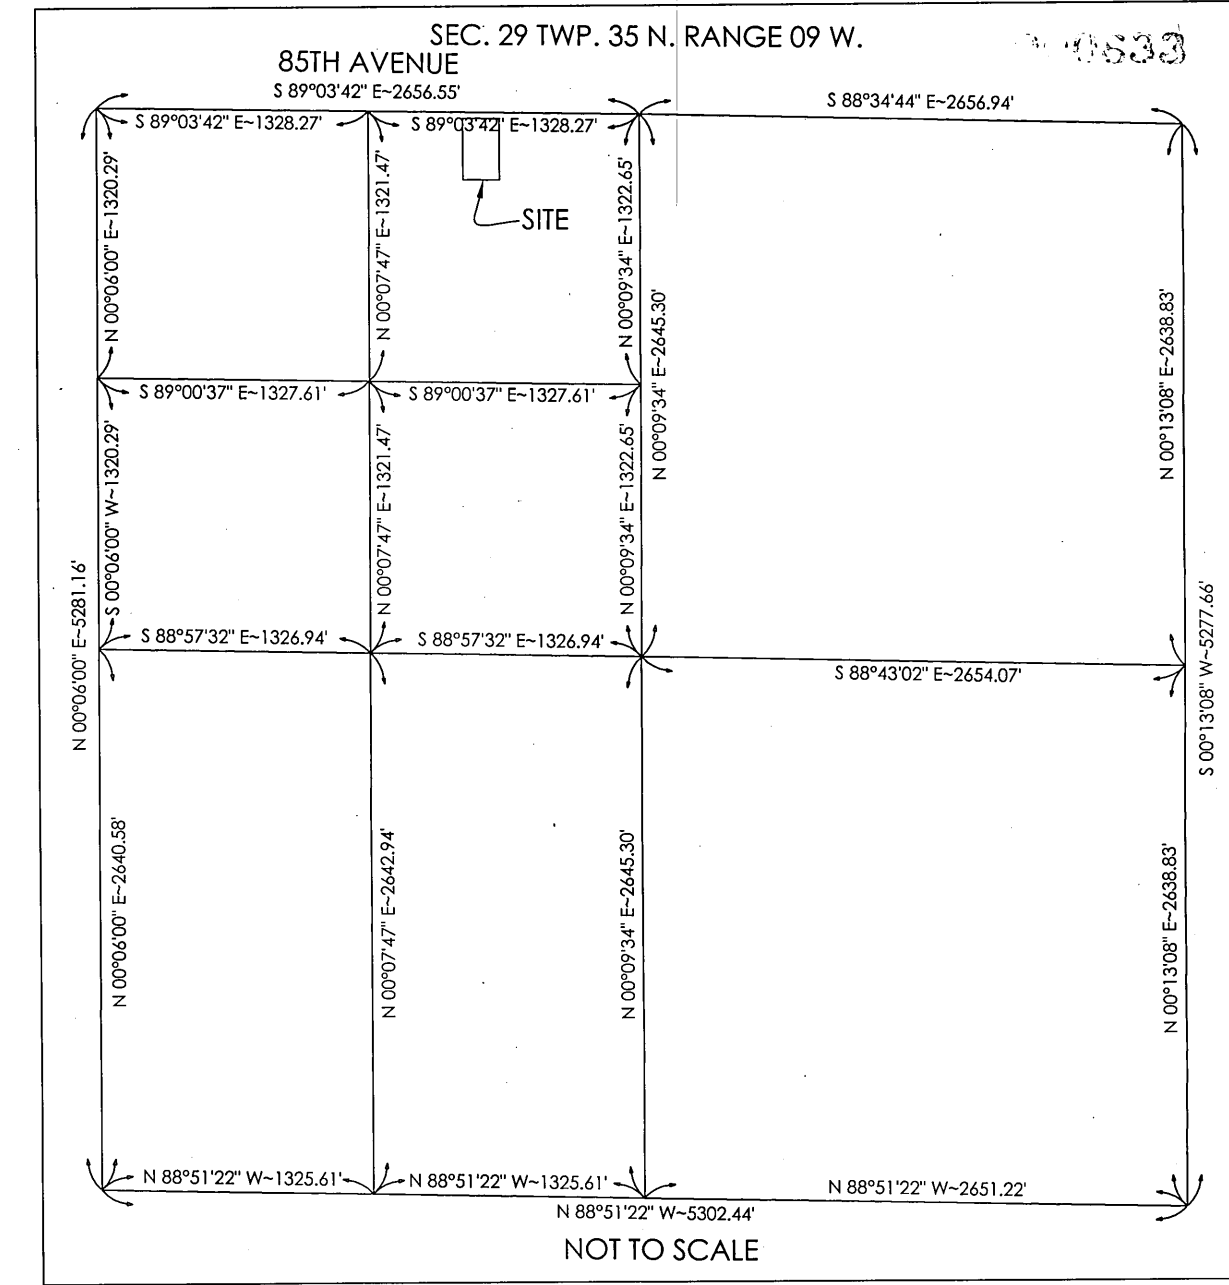 SEC. 29 TWP. 35 N. RANGE 09 W.
85TH AVENUE
S 89°03'42" E~2656.55'
S 88°34'44" E~2656.94'
S 89°03'42" E~1328.27'
S 89°03'42" E~1328.27'
N 00°06'00" E~1320.29'
N 00°07'47" E~1321.47'
SITE
N 00°09'34" E~1322.65'
N 00°09'34" E~2645.30'
N 00°13'08" E~2638.83'
S 89°00'37" E~1327.61'
S 89°00'37" E~1327.61'
S 00°06'00" W~1320.29'
N 00°07'47" E~1321.47'
N 00°09'34" E~1322.65'
N 00°06'00" E~5281.16'
S 88°57'32" E~1326.94'
S 88°57'32" E~1326.94'
S 88°43'02" E~2654.07'
S 00°13'08" W~5277.66'
N 00°06'00" E~2640.58'
N 00°07'47" E~2642.94'
N 00°09'34" E~2645.30'
N 00°13'08" E~2638.83'
N 88°51'22" W~1325.61'
N 88°51'22" W~1325.61'
N 88°51'22" W~2651.22'
N 88°51'22" W~5302.44'
NOT TO SCALE